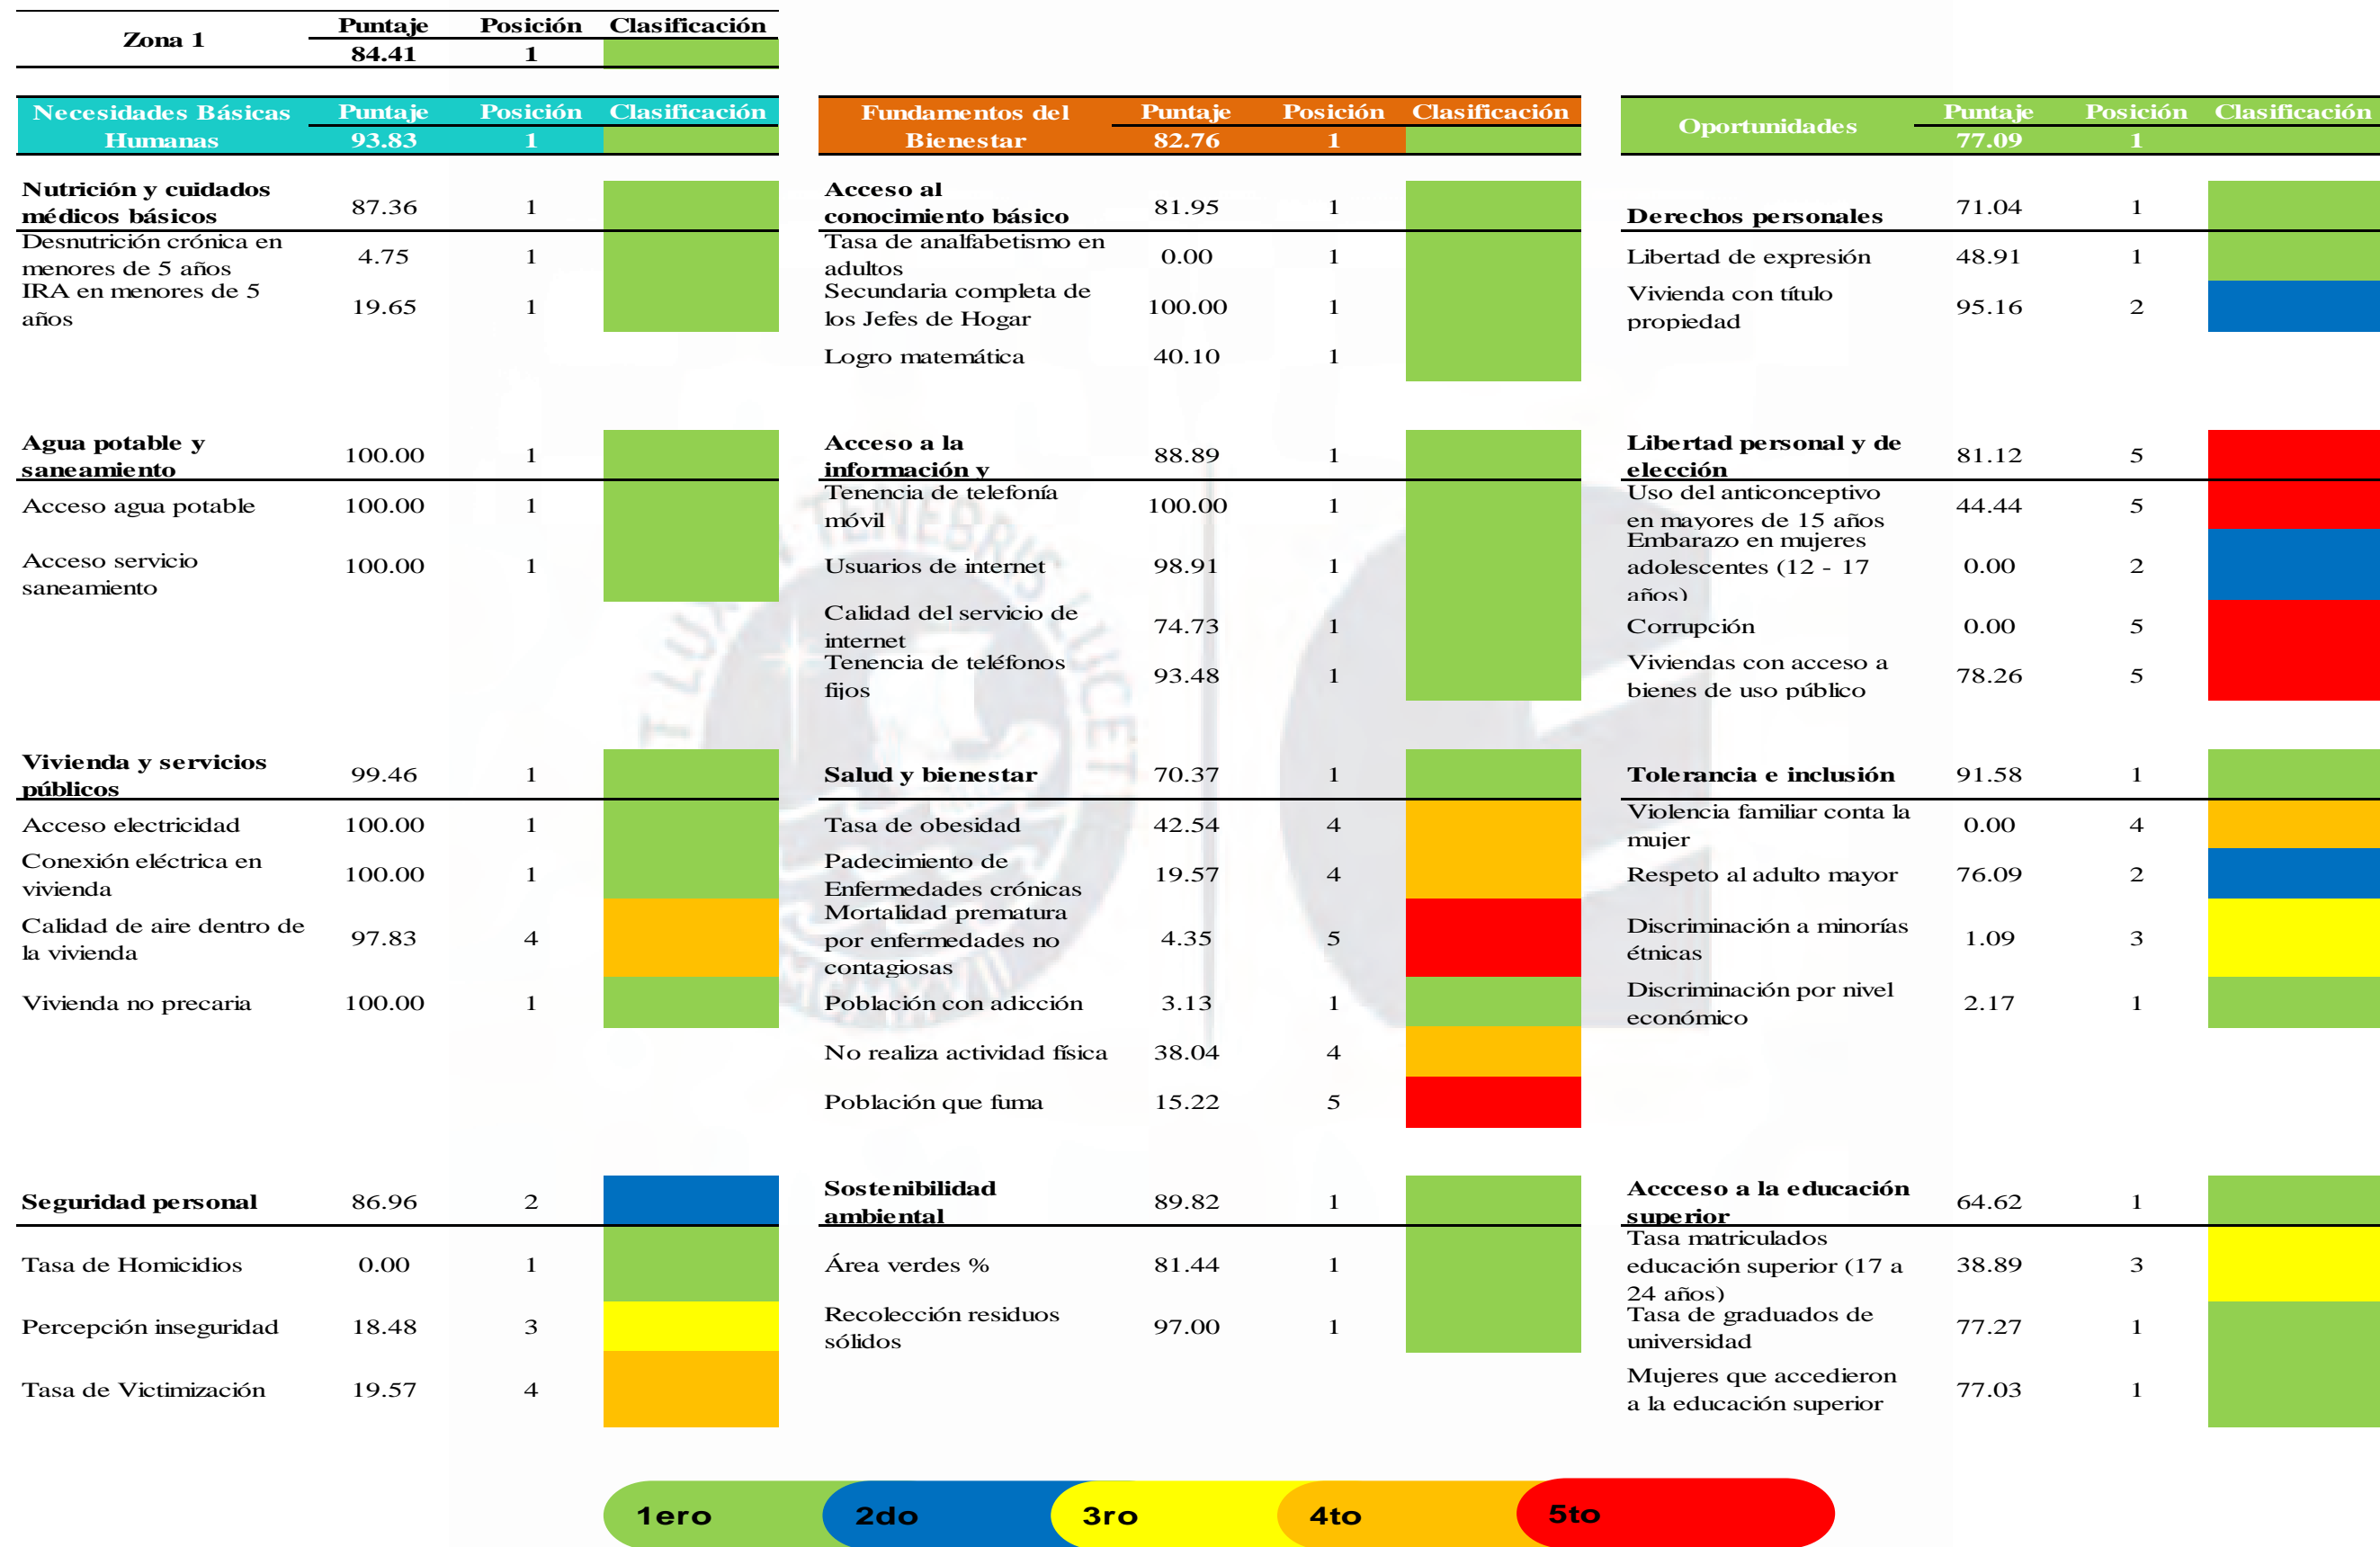 Zona 1
Puntaje Posición Clasificación
84.41 1
Necesidades Básicas Humanas
Puntaje Posición Clasificación
93.83 1
Nutrición y cuidados
médicos básicos 87.36 1
Desnutrición crónica en
menores de 5 años 4.75 1
IRA en menores de 5
años 19.65 1
Agua potable y
saneamiento 100.00 1
Acceso agua potable 100.00 1
Acceso servicio
saneamiento 100.00 1
Vivienda y servicios
públicos 99.46 1
Acceso electricidad 100.00 1
Conexión eléctrica en
vivienda 100.00 1
Calidad de aire dentro de
la vivienda 97.83 4
Vivienda no precaria 100.00 1
Seguridad personal 86.96 2
Tasa de Homicidios 0.00 1
Percepción inseguridad 18.48 3
Tasa de Victimización 19.57 4
Fundamentos del
Bienestar
Puntaje Posición Clasificación
82.76 1
Acceso al
conocimiento básico 81.95 1
Tasa de analfabetismo en
adultos 0.00 1
Secundaria completa de
los Jefes de Hogar 100.00 1
Logro matemática 40.10 1
Acceso a la
información y 88.89 1
Tenencia de telefonía
móvil 100.00 1
Usuarios de internet 98.91 1
Calidad del servicio de
internet 74.73 1
Tenencia de teléfonos
fijos 93.48 1
Salud y bienestar 70.37 1
Tasa de obesidad 42.54 4
Padecimiento de
Enfermedades crónicas 19.57 4
Mortalidad prematura
por enfermedades no
contagiosas 4.35 5
Población con adicción 3.13 1
No realiza actividad física 38.04 4
Población que fuma 15.22 5
Sostenibilidad
ambiental 89.82 1
Área verdes % 81.44 1
Recolección residuos
sólidos 97.00 1
Oportunidades
Puntaje Posición Clasificación
77.09 1
Derechos personales 71.04 1
Libertad de expresión 48.91 1
Vivienda con título
propiedad 95.16 2
Libertad personal y de
elección 81.12 5
Uso del anticonceptivo
en mayores de 15 años 44.44 5
Embarazo en mujeres
adolescentes (12 - 17
años) 0.00 2
Corrupción 0.00 5
Viviendas con acceso a
bienes de uso público 78.26 5
Tolerancia e inclusión 91.58 1
Violencia familiar conta la
mujer 0.00 4
Respeto al adulto mayor 76.09 2
Discriminación a minorías
étnicas 1.09 3
Discriminación por nivel
económico 2.17 1
Accceso a la educación
superior 64.62 1
Tasa matriculados
educación superior (17 a
24 años) 38.89 3
Tasa de graduados de
universidad 77.27 1
Mujeres que accedieron
a la educación superior 77.03 1
1ero 2do 3ro 4to 5to